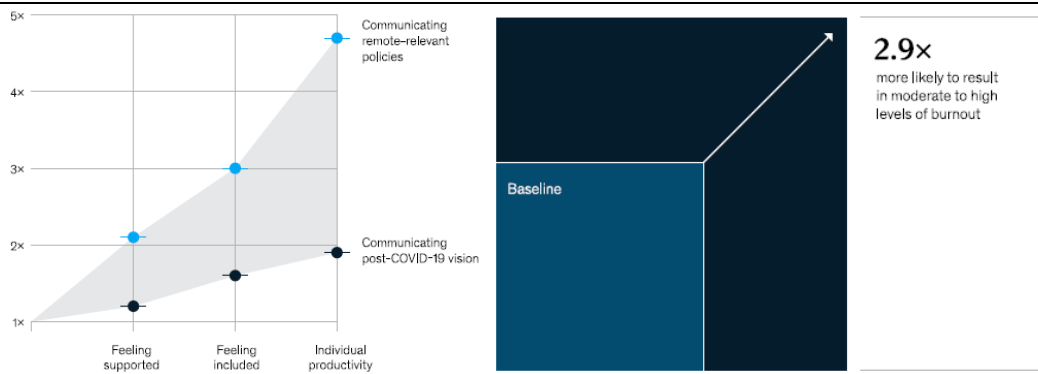 5×
4×
3×
2×
1×
Communicating
remote–relevant
policies
Communicating
post-COVID-19 vision
Feeling
supported
Feeling
included
Individual
productivity
Baseline
2.9×
more likely to result
in moderate to high
levels of burnout